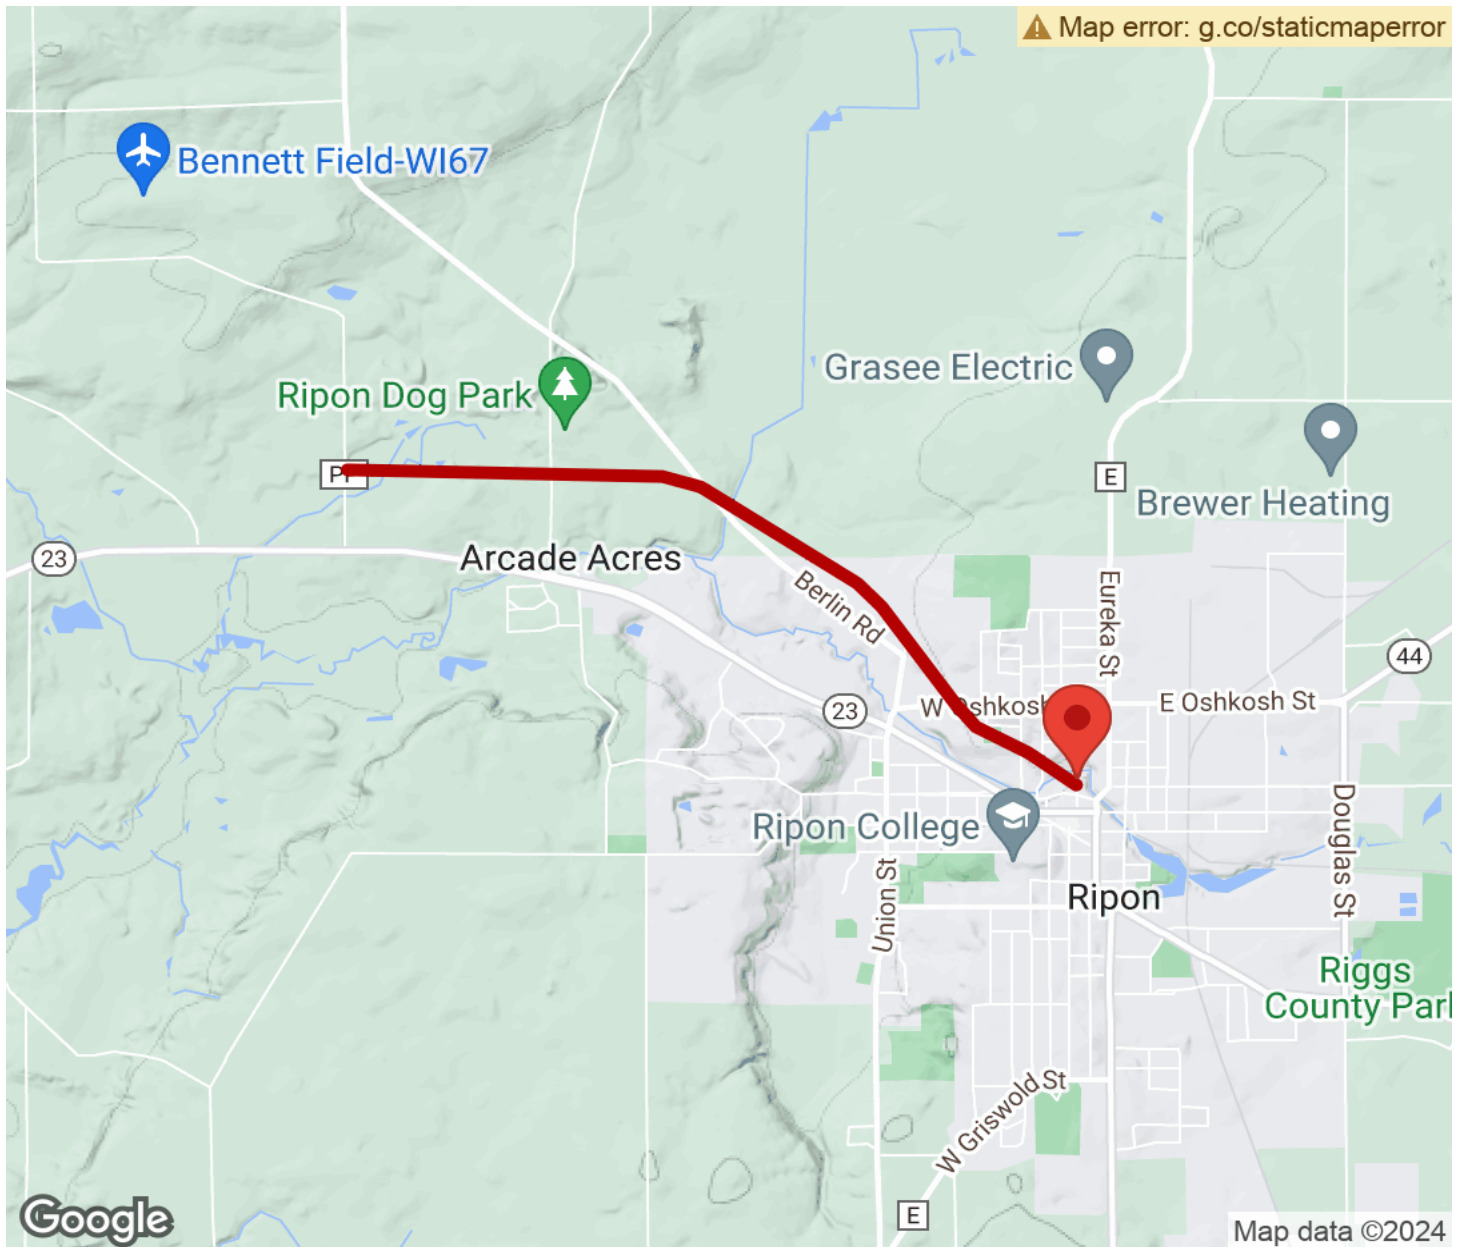 Map error: g.co/staticmaperror
Bennett Field-WI67
Grasee Electric
Ripon Dog Park
E
Brewer Heating
23
Arcade Acres
Berlin Rd
Eureka St
44
W Oshkosh
E Oshkosh St
23
Ripon College
Douglas St
Union St
Ripon
Riggs
County Park
W Griswold St
E
Google
Map data ©2024